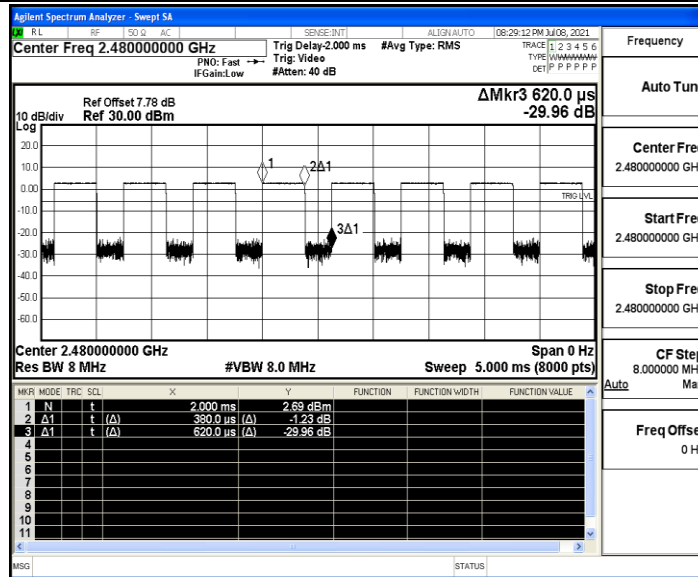 Agilent Spectrum Analyzer - Swept SA
RL RF 50 Ω AC SENSE:INT ALIGNAUTO 08:29:12 PM Jul 08, 2021
Center Freq 2.480000000 GHz
PNO: Fast
IFGain:Low
Trig Delay-2.000 ms
Trig: Video
#Atten: 40 dB
#Avg Type: RMS
TRACE 1 2 3 4 5 6
TYPE
DET P P P P P P
ΔMkr3 620.0 µs
-29.96 dB
Ref Offset 7.78 dB
10 dB/div Ref 30.00 dBm
Log
20.0
10.0
0.00
-10.0
-20.0
-30.0
-40.0
-50.0
-60.0
1
2Δ1
3Δ1
TRIG LVL
Center 2.480000000 GHz Span 0 Hz
Res BW 8 MHz #VBW 8.0 MHz Sweep 5.000 ms (8000 pts)
MKR MODE TRC SCL X Y FUNCTION FUNCTION WIDTH FUNCTION VALUE
1 N t 2.000 ms 2.69 dBm
2 Δ1 t (Δ) 380.0 µs (Δ) -1.23 dB
3 Δ1 t (Δ) 620.0 µs (Δ) -29.96 dB
4
5
6
7
8
9
10
11
MSG STATUS
Frequency
Auto Tun
Center Fre
2.480000000 GH
Start Fre
2.480000000 GH
Stop Fre
2.480000000 GH
CF Ste
8.000000 MH
Auto Ma
Freq Offse
0 H